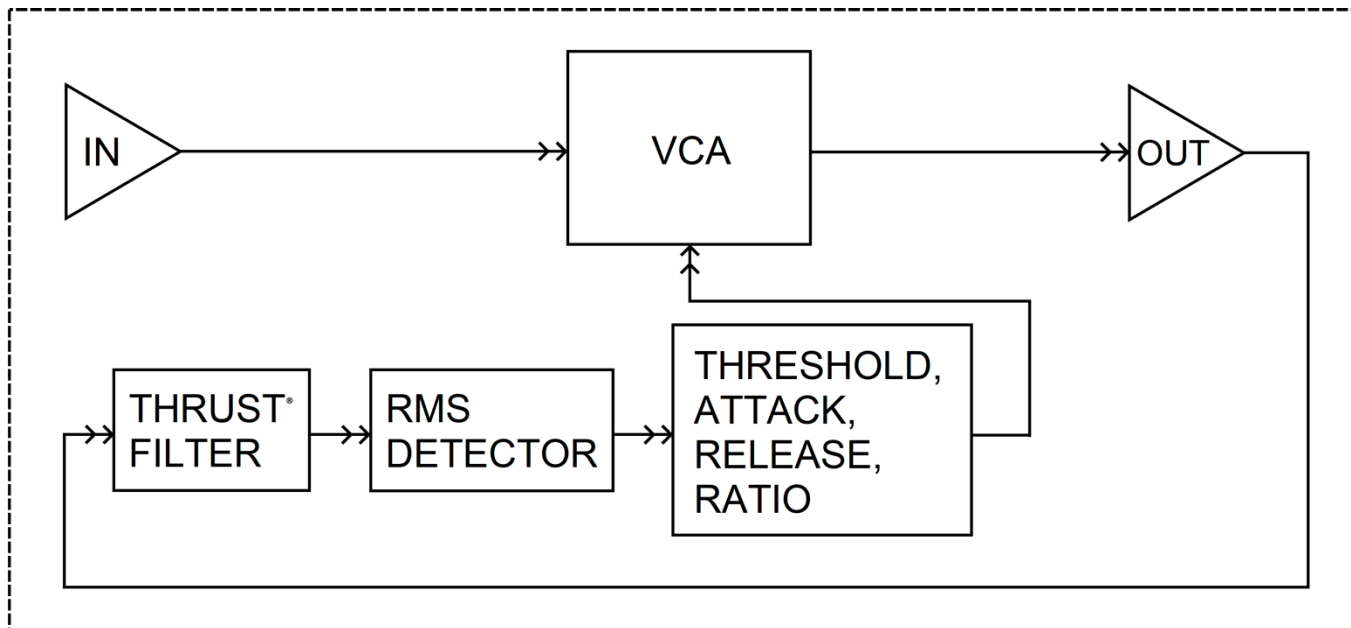 IN
VCA
OUT
THRUST®
FILTER
RMS
DETECTOR
THRESHOLD,
ATTACK,
RELEASE,
RATIO